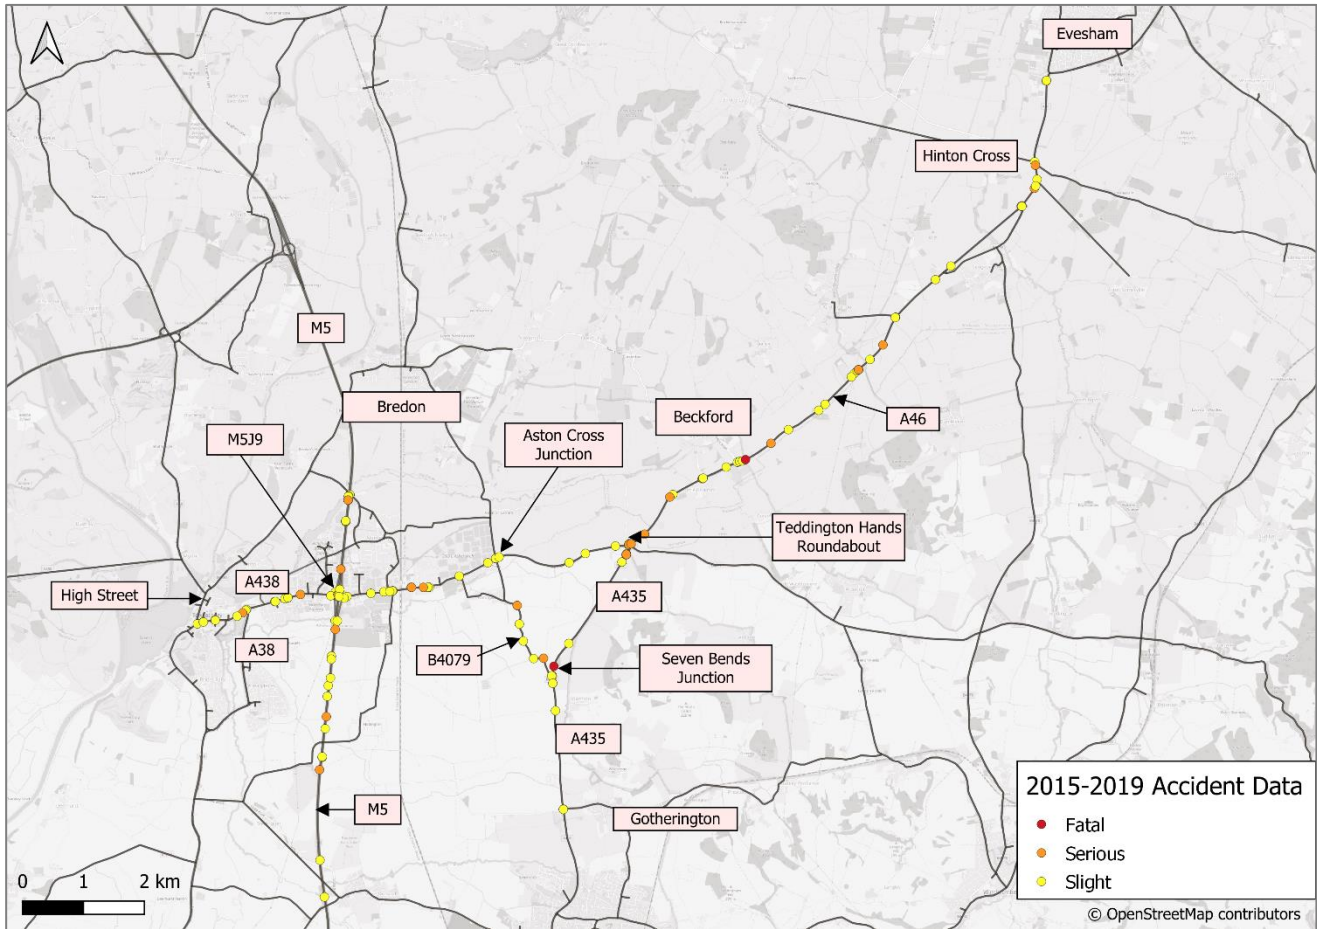 Evesham
Hinton Cross
M5
Bredon
Beckford
A46
M5J9
Aston Cross
Junction
Teddington Hands
Roundabout
A438
High Street
A435
A38
B4079
Seven Bends
Junction
A435
M5
Gotherington
2015-2019 Accident Data
Fatal
Serious
Slight
0 1 2 km
© OpenStreetMap contributors